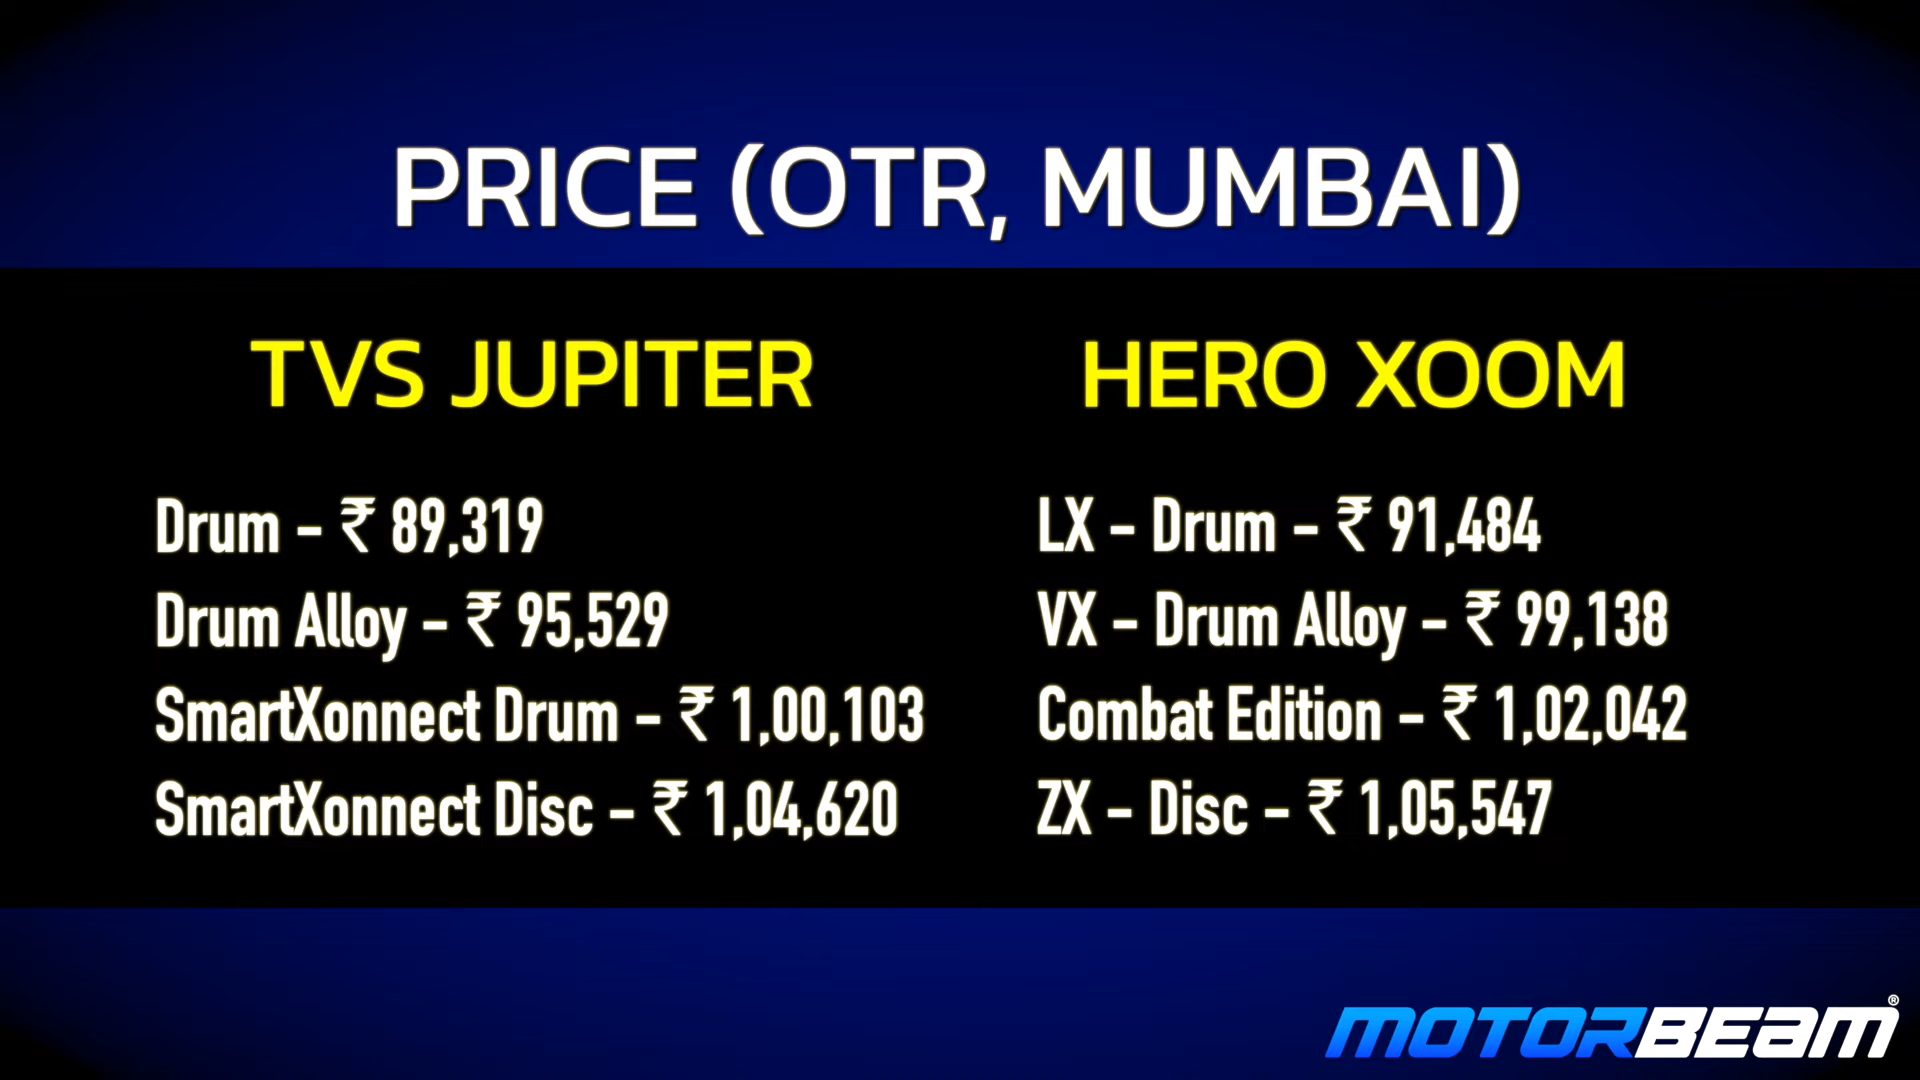 PRICE (OTR, MUMBAI)
TVS JUPITER
Drum – ₹ 89,319
Drum Alloy – ₹ 95,529
SmartXonnect Drum – ₹ 1,00,103
SmartXonnect Disc – ₹ 1,04,620
HERO XOOM
LX – Drum – ₹ 91,484
VX – Drum Alloy – ₹ 99,138
Combat Edition – ₹ 1,02,042
ZX – Disc – ₹ 1,05,547
MOTORBEAM®